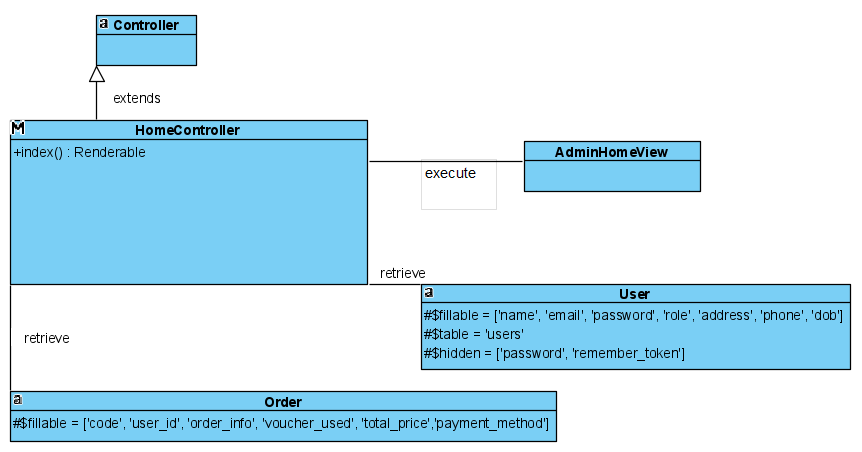 a Controller
extends
M HomeController
+index() : Renderable
AdminHomeView
execute
retrieve
a User
#$fillable = ['name', 'email', 'password', 'role', 'address', 'phone', 'dob']
#$table = 'users'
#$hidden = ['password', 'remember_token']
retrieve
a Order
#$fillable = ['code', 'user_id', 'order_info', 'voucher_used', 'total_price','payment_method']